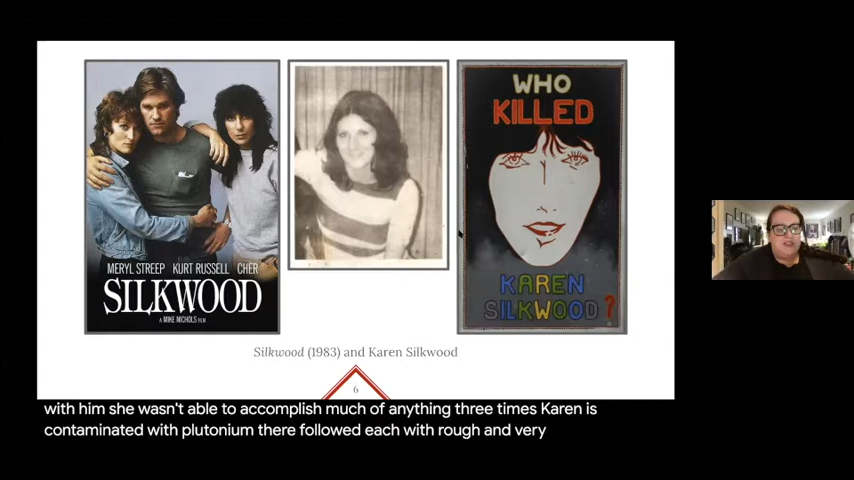 MERYL STREEP KURT RUSSELL CHER
SILKWOOD
A MIKE NICHOLS FILM
WHO
KILLED
KAREN
SILKWOOD?
Silkwood (1983) and Karen Silkwood
6
with him she wasn't able to accomplish much of anything three times Karen is
contaminated with plutonium there followed each with rough and very